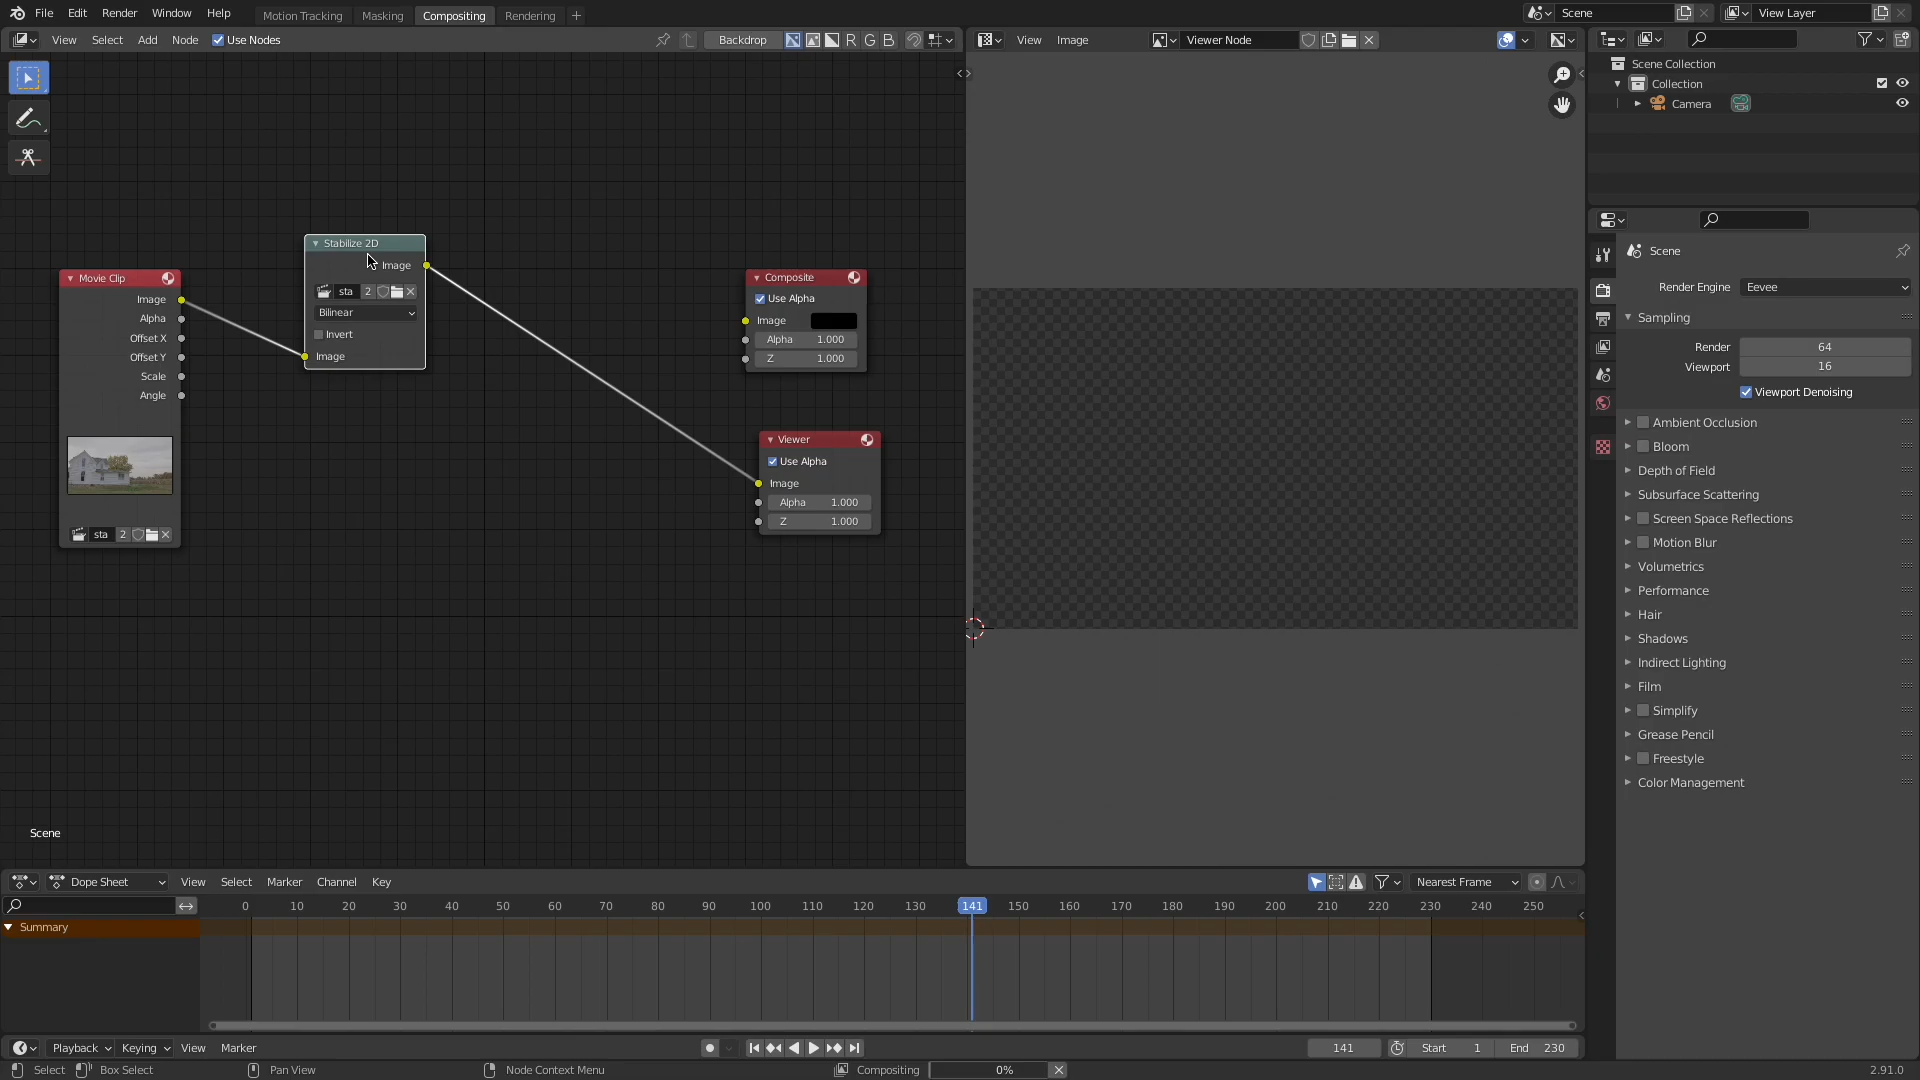 File Edit Render Window Help Motion Tracking Masking Compositing Rendering + Scene View Layer
View Select Add Node Use Nodes Backdrop R G B View Image Viewer Node
Scene Collection
Collection
Camera
Stabilize 2D
Image
sta 2
Bilinear
Invert
Image
Movie Clip
Image
Alpha
Offset X
Offset Y
Scale
Angle
sta 2
Composite
Use Alpha
Image
Alpha 1.000
Z 1.000
Viewer
Use Alpha
Image
Alpha 1.000
Z 1.000
Scene
Scene
Render Engine Eevee
Sampling
Render 64
Viewport 16
Viewport Denoising
Ambient Occlusion
Bloom
Depth of Field
Subsurface Scattering
Screen Space Reflections
Motion Blur
Volumetrics
Performance
Hair
Shadows
Indirect Lighting
Film
Simplify
Grease Pencil
Freestyle
Color Management
Dope Sheet View Select Marker Channel Key Nearest Frame
0 10 20 30 40 50 60 70 80 90 100 110 120 130 141 150 160 170 180 190 200 210 220 230 240 250
Summary
Playback Keying View Marker 141 Start 1 End 230
Select Box Select Pan View Node Context Menu Compositing 0% 2.91.0